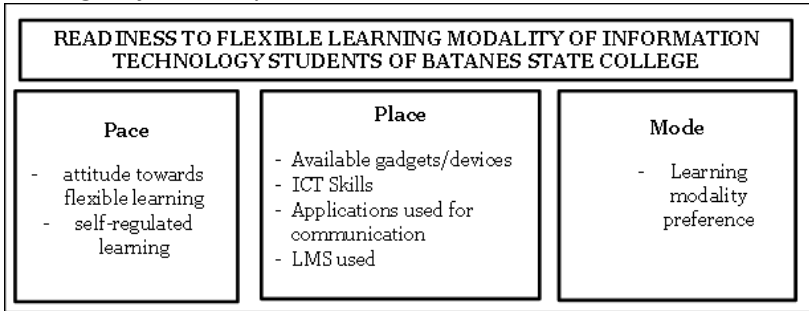 READINESS TO FLEXIBLE LEARNING MODALITY OF INFORMATION
TECHNOLOGY STUDENTS OF BATANES STATE COLLEGE
Pace
- attitude towards
flexible learning
- self-regulated
learning
Place
- Available gadgets/devices
- ICT Skills
- Applications used for
communication
- LMS used
Mode
- Learning
modality
preference